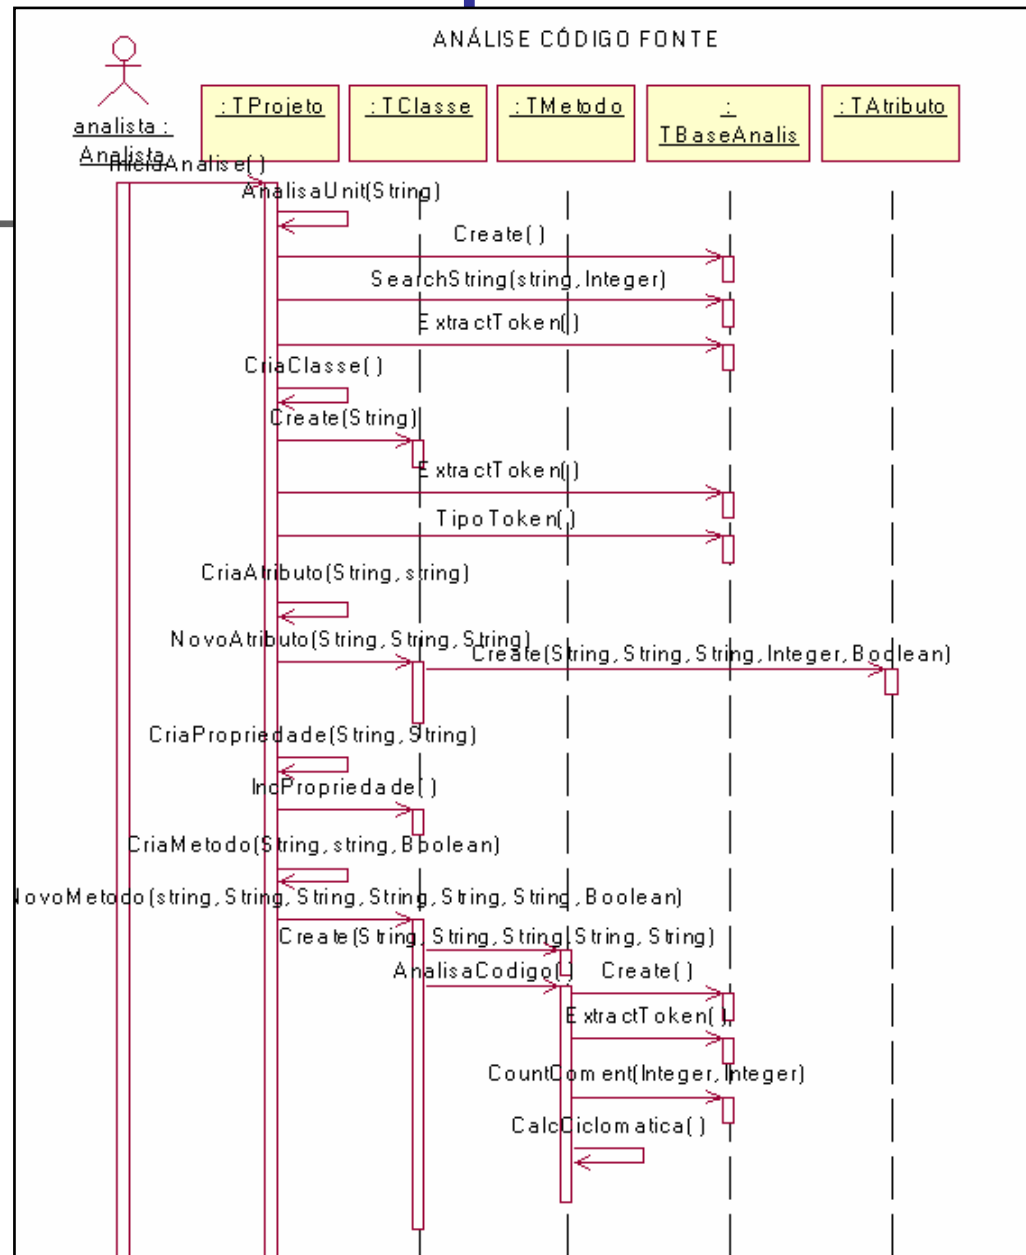 ANÁLISE CÓDIGO FONTE
analista :
Analista
: TProjeto
: TClasse
: TMetodo
:
TBaseAnalis
: TAtributo
IniciaAnalise( )
AnalisaUnit(String)
Create( )
SearchString(string, Integer)
ExtractToken( )
CriaClasse( )
Create(String)
ExtractToken( )
TipoToken( )
CriaAtributo(String, string)
NovoAtributo(String, String, String)
Create(String, String, String, Integer, Boolean)
CriaPropriedade(String, String)
IncPropriedade( )
CriaMetodo(String, string, Boolean)
NovoMetodo(string, String, String, String, String, String, Boolean)
Create(String, String, String, String, String)
AnalisaCodigo( )
Create( )
ExtractToken( )
CountComent(Integer, Integer)
CalcCiclomatica( )